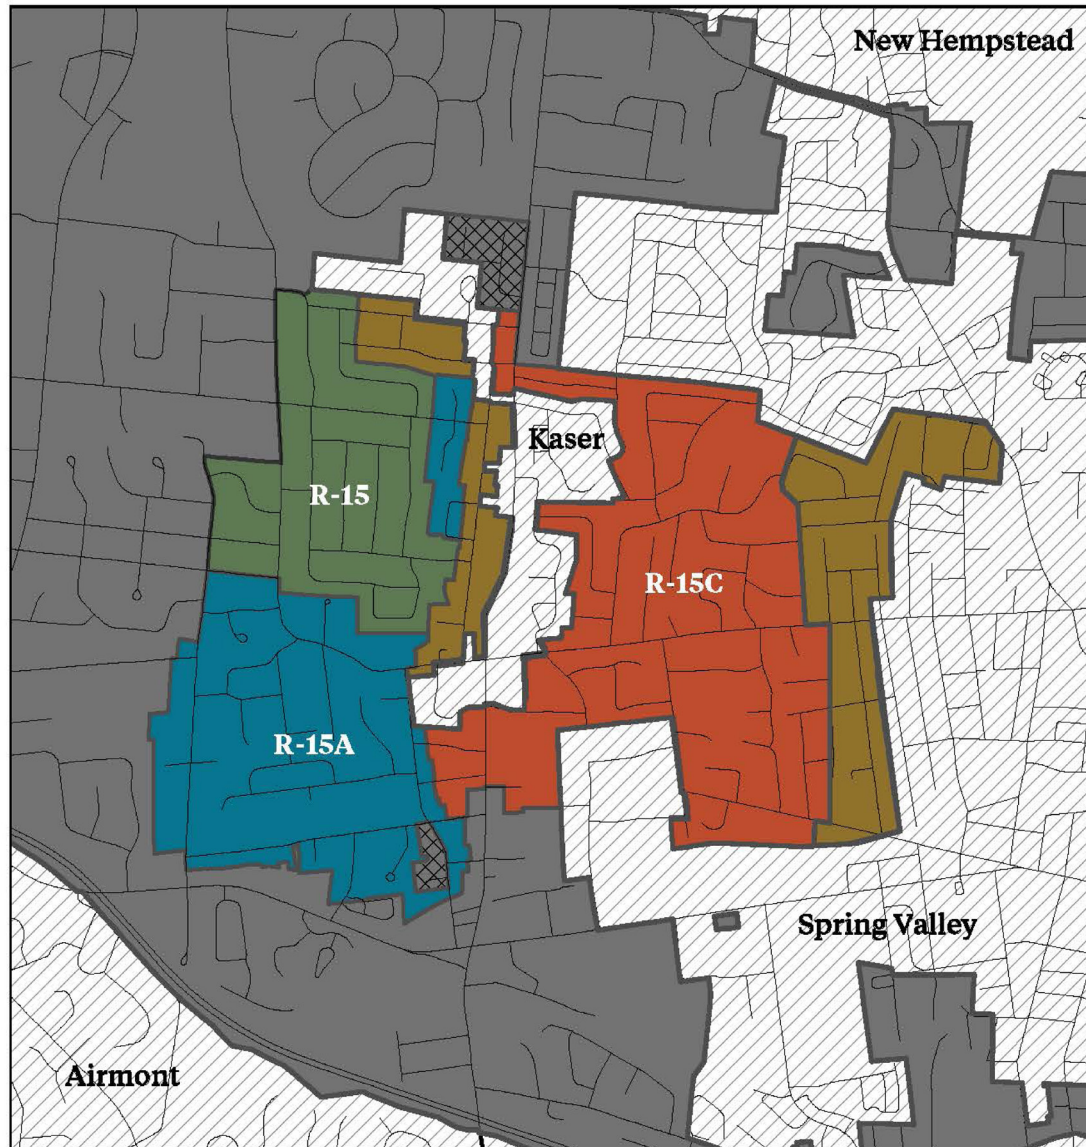 New Hempstead
Kaser
R-15
R-15C
R-15A
Spring Valley
Airmont